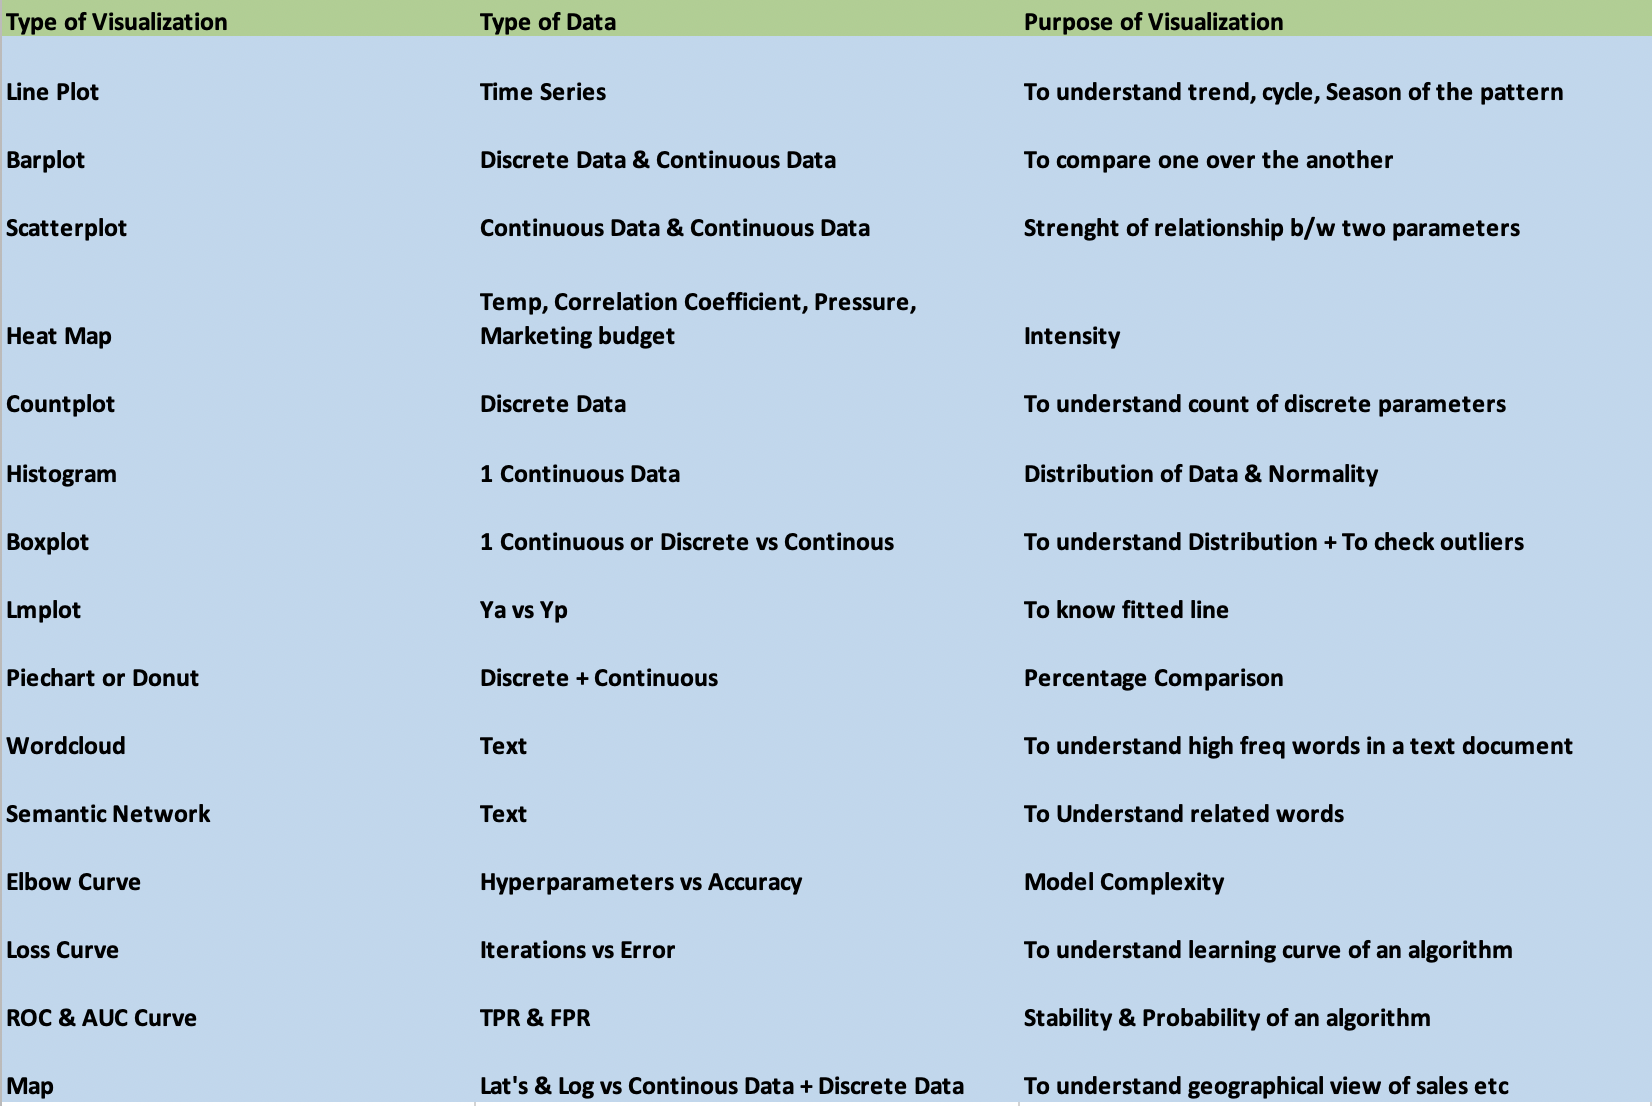 Type of Visualization Type of Data Purpose of Visualization
Line Plot Time Series To understand trend, cycle, Season of the pattern
Barplot Discrete Data & Continuous Data To compare one over the another
Scatterplot Continuous Data & Continuous Data Strenght of relationship b/w two parameters
Temp, Correlation Coefficient, Pressure,
Heat Map Marketing budget Intensity
Countplot Discrete Data To understand count of discrete parameters
Histogram 1 Continuous Data Distribution of Data & Normality
Boxplot 1 Continuous or Discrete vs Continous To understand Distribution + To check outliers
Lmplot Ya vs Yp To know fitted line
Piechart or Donut Discrete + Continuous Percentage Comparison
Wordcloud Text To understand high freq words in a text document
Semantic Network Text To Understand related words
Elbow Curve Hyperparameters vs Accuracy Model Complexity
Loss Curve Iterations vs Error To understand learning curve of an algorithm
ROC & AUC Curve TPR & FPR Stability & Probability of an algorithm
Map Lat's & Log vs Continous Data + Discrete Data To understand geographical view of sales etc